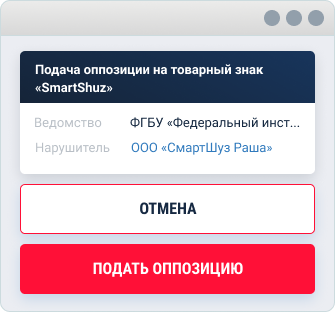 Подача оппозиции на товарный знак
«SmartShuz»
Ведомство ФГБУ «Федеральный инст...
Нарушитель ООО «СмартШуз Раша»
ОТМЕНА
ПОДАТЬ ОППОЗИЦИЮ